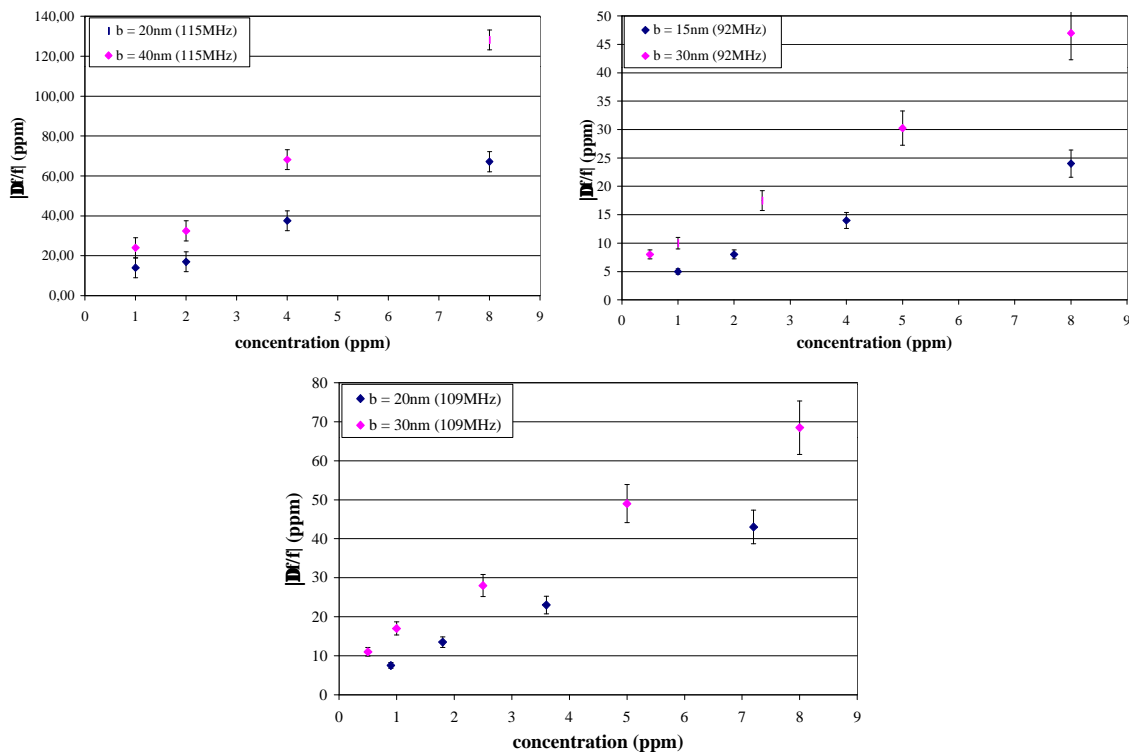 140,00
120,00
100,00
80,00
60,00
40,00
20,00
0,00
b = 20nm (115MHz)
b = 40nm (115MHz)
0 1 2 3 4 5 6 7 8 9
concentration (ppm)
f/f| (ppm)
50
45
40
35
30
25
20
15
10
5
0
b = 15nm (92MHz)
b = 30nm (92MHz)
0 1 2 3 4 5 6 7 8 9
concentration (ppm)
f/f| (ppm)
80
70
60
50
40
30
20
10
0
b = 20nm (109MHz)
b = 30nm (109MHz)
0 1 2 3 4 5 6 7 8 9
concentration (ppm)
f/f| (ppm)